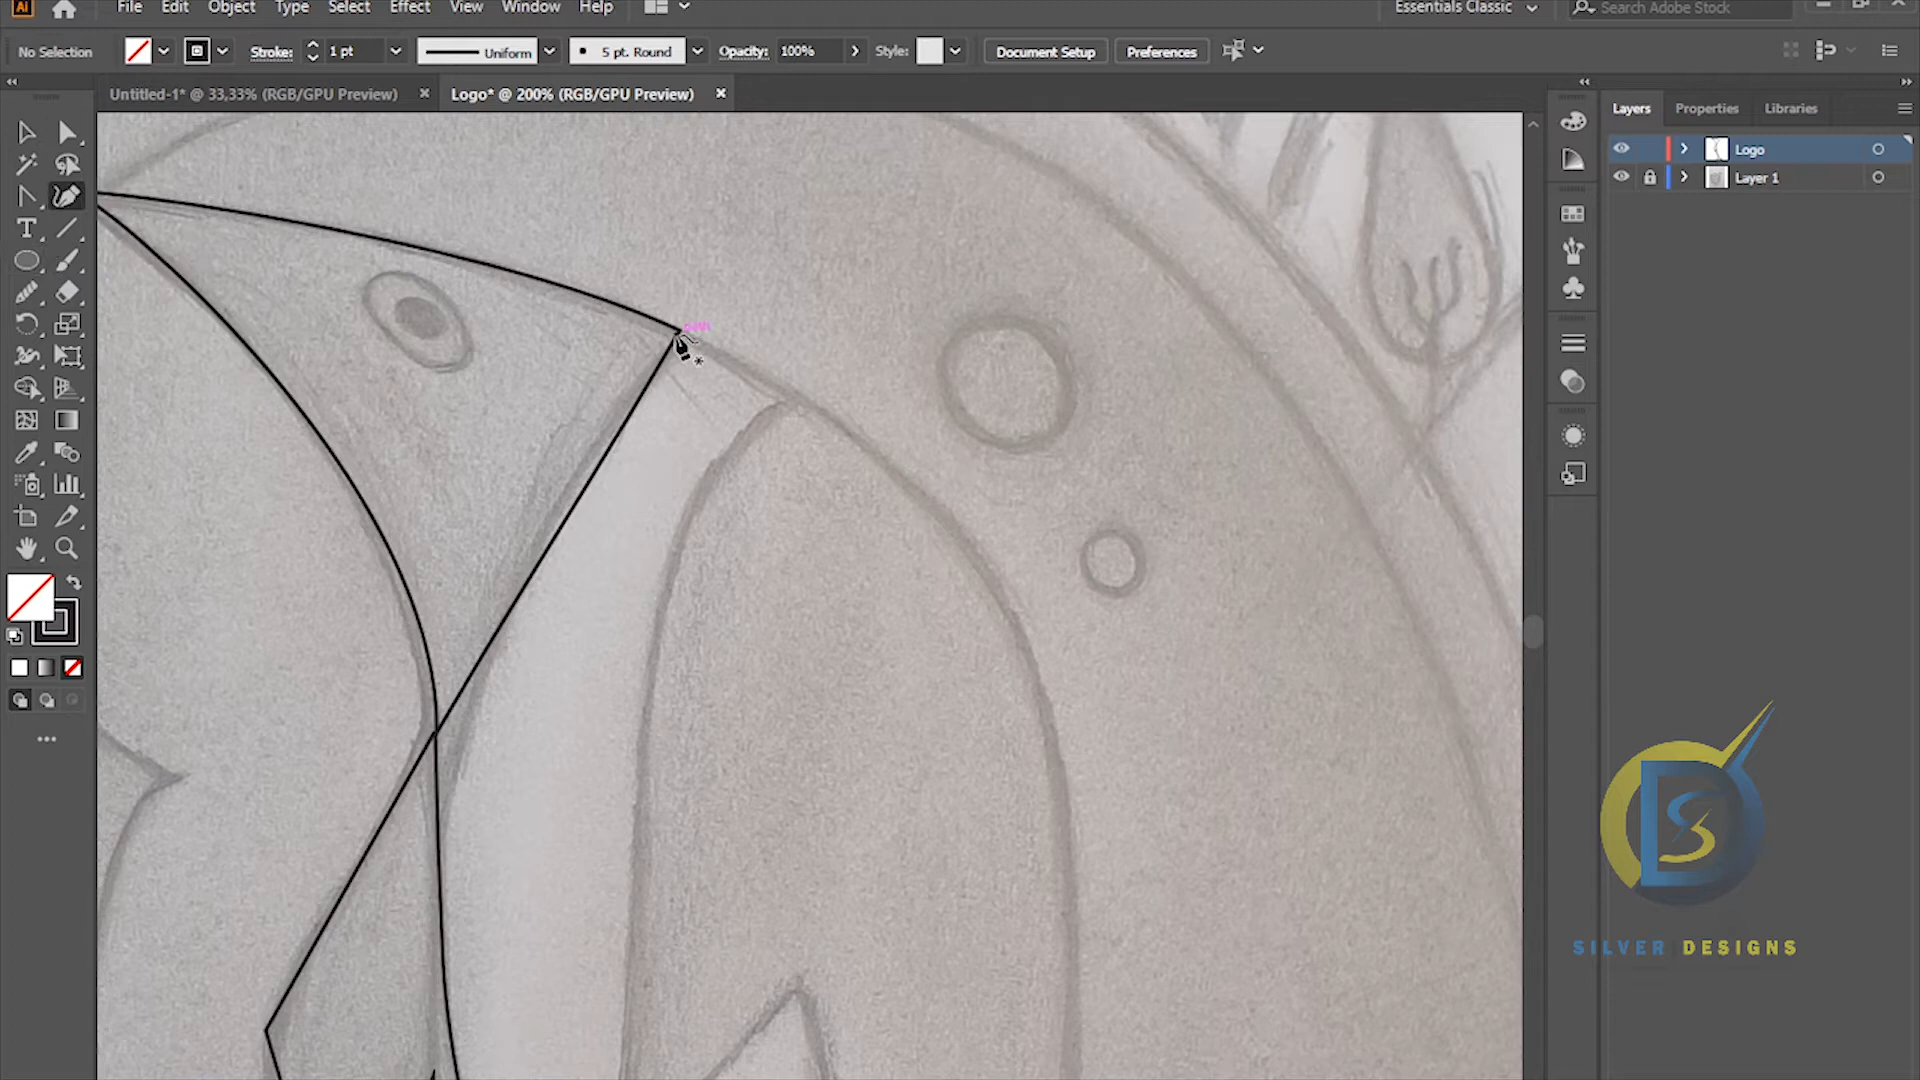 Ai File Edit Object Type Select Effect View Window Help Essentials Classic Search Adobe Stock
No Selection Stroke: 1 pt Uniform 5 pt. Round Opacity: 100% Style: Document Setup Preferences
Untitled-1* @ 33,33% (RGB/GPU Preview) Logo* @ 200% (RGB/GPU Preview)
Layers Properties Libraries
Logo
Layer 1
SILVER DESIGNS